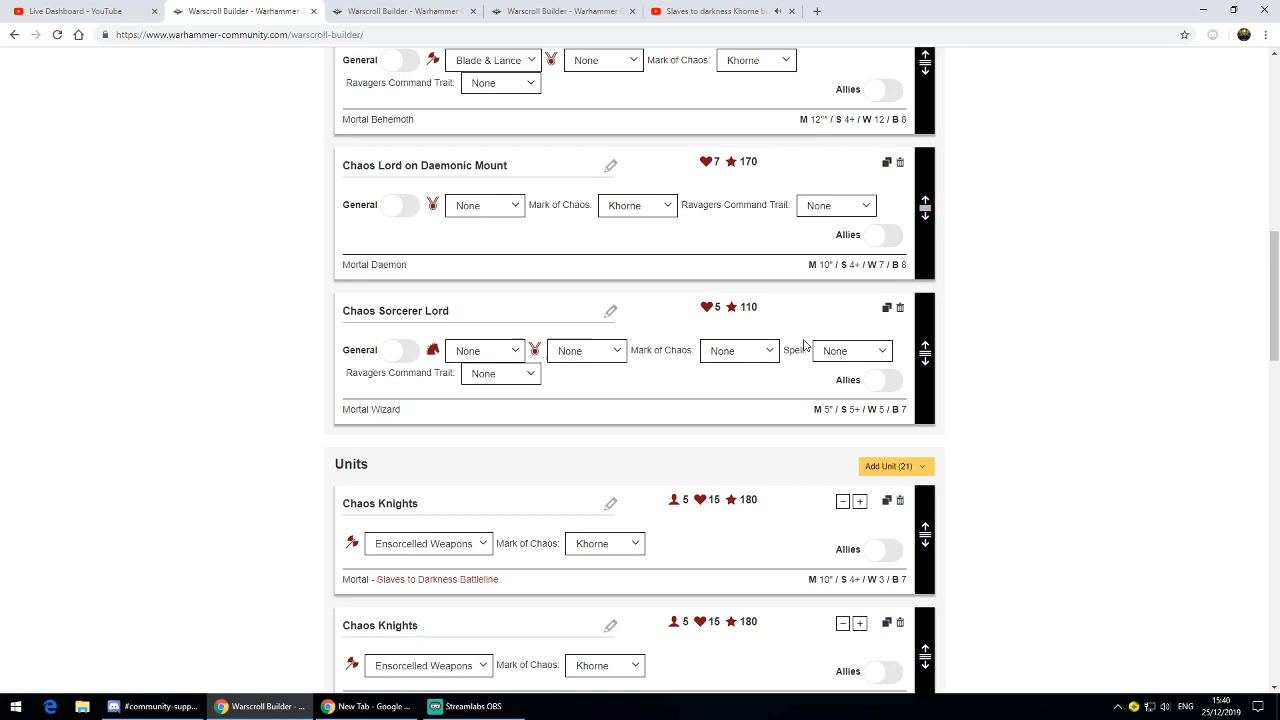 Live Dashboard - YouTube
Warscroll Builder - Warhammer C
Warscroll Builder - Warhammer C
Warscroll Builder - Warhammer C
Slaves to darkness Khorne b
https://www.warhammer-community.com/warscroll-builder/
General Blade & Lance None Mark of Chaos: Khorne
Ravagers Command Trait: None
Allies
Mortal Behemoth M 12"* / S 4+ / W 12 / B 8
Chaos Lord on Daemonic Mount 7 170
General None Mark of Chaos: Khorne Ravagers Command Trait: None
Allies
Mortal Daemon M 10" / S 4+ / W 7 / B 8
Chaos Sorcerer Lord 5 110
General None None Mark of Chaos: None Spell: None
Ravagers Command Trait: None
Allies
Mortal Wizard M 5" / S 5+ / W 5 / B 7
Units Add Unit (21)
Chaos Knights 5 15 180
Ensorcelled Weapons Mark of Chaos: Khorne
Allies
Mortal - Slaves to Darkness Battleline M 10" / S 4+ / W 3 / B 7
Chaos Knights 5 15 180
Ensorcelled Weapons Mark of Chaos: Khorne
Allies
#community-supp...
Warscroll Builder - ...
New Tab - Google ...
Streamlabs OBS
ENG
15:40
25/12/2019